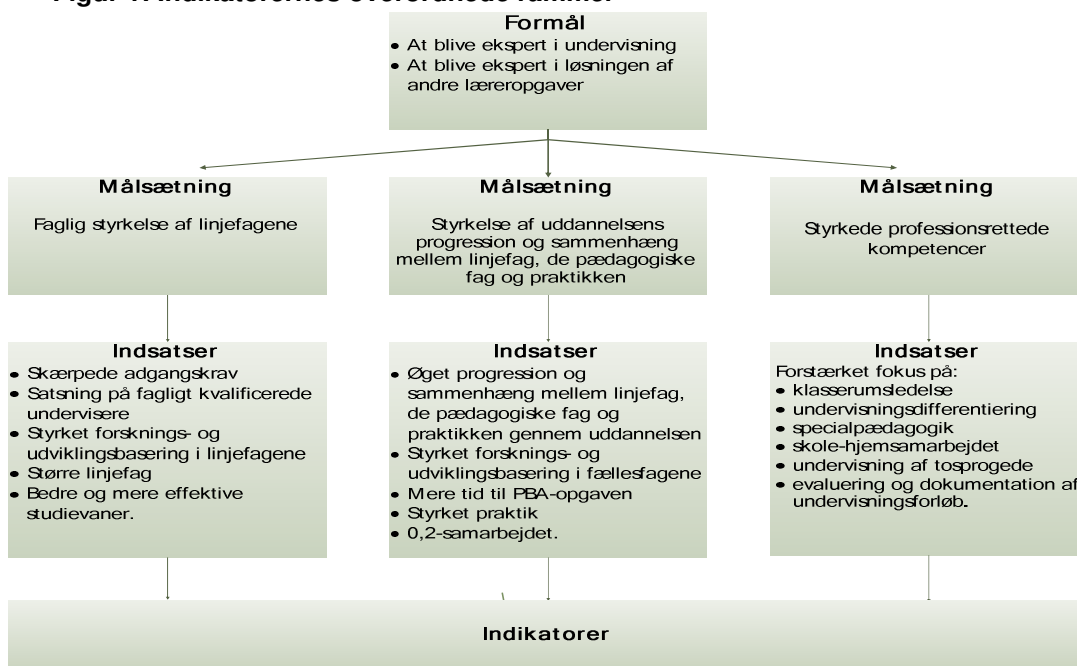 Figur 1. Indikatorernes overordnede rammer
Formål
• At blive ekspert i undervisning
• At blive ekspert i løsningen af
andre læreropgaver
Målsætning
Faglig styrkelse af linjefagene
Målsætning
Styrkelse af uddannelsens
progression og sammenhæng
mellem linjefag, de pædagogiske
fag og praktikken
Målsætning
Styrkede professionsrettede
kompetencer
Indsatser
• Skærpede adgangskrav
• Satsning på fagligt kvalificerede
undervisere
• Styrket forsknings- og
udviklingsbasering i linjefagene
• Større linjefag
• Bedre og mere effektive
studievaner.
Indsatser
• Øget progression og
sammenhæng mellem linjefag,
de pædagogiske fag og
praktikken gennem uddannelsen
• Styrket forsknings- og
udviklingsbasering i fællesfagene
• Mere tid til PBA-opgaven
• Styrket praktik
• 0,2-samarbejdet.
Indsatser
Forstærket fokus på:
• klasserumsledelse
• undervisningsdifferentiering
• specialpædagogik
• skole-hjemsamarbejdet
• undervisning af tosprogede
• evaluering og dokumentation af
undervisningsforløb.
Indikatorer